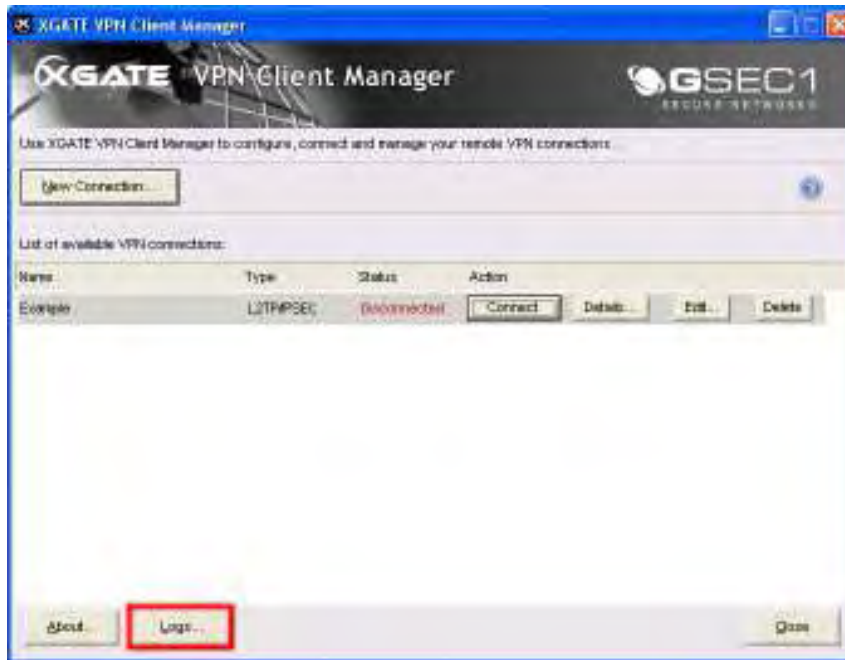 XGATE VPN Client Manager
XGATE VPN Client Manager
GSEC1
SECURE NETWORKS
Use XGATE VPN Client Manager to configure, connect and manage your remote VPN connections
New Connection...
List of available VPN connections:
Name Type Status Action
Example L2TP/IPSEC Disconnected Connect Details... Edit... Delete
About... Logs... Close